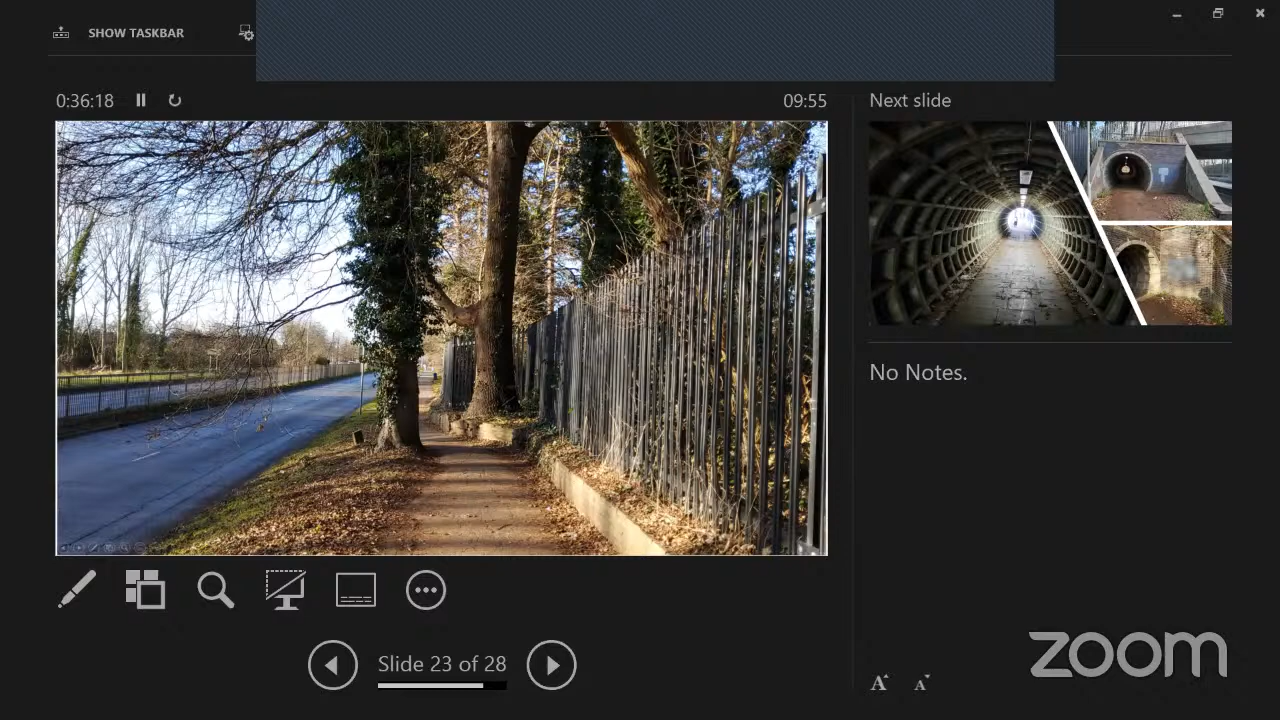 SHOW TASKBAR
0:36:18
09:55
Next slide
No Notes.
Slide 23 of 28
A A
zoom